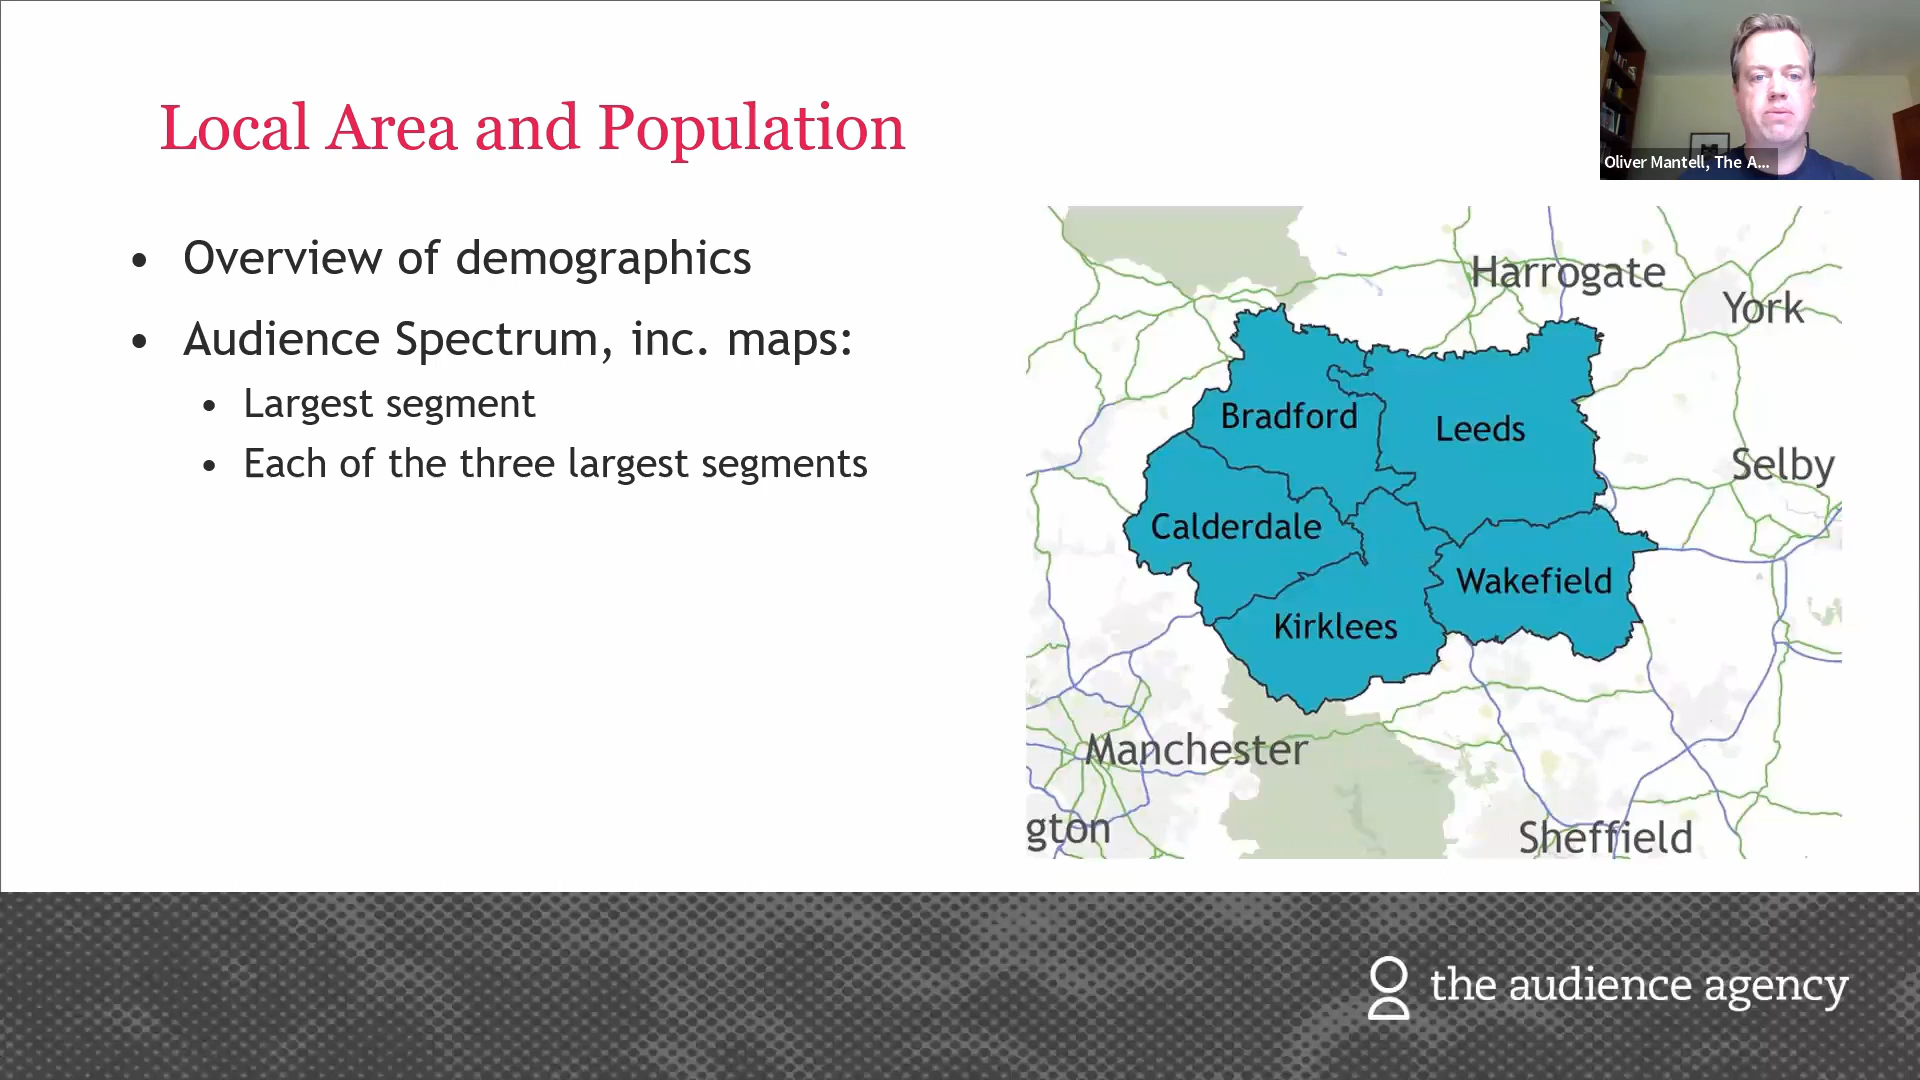 Local Area and Population
Oliver Mantell, The A...
• Overview of demographics
• Audience Spectrum, inc. maps:
• Largest segment
• Each of the three largest segments
Harrogate
York
Bradford
Leeds
Selby
Calderdale
Wakefield
Kirklees
Manchester
gton
Sheffield
the audience agency